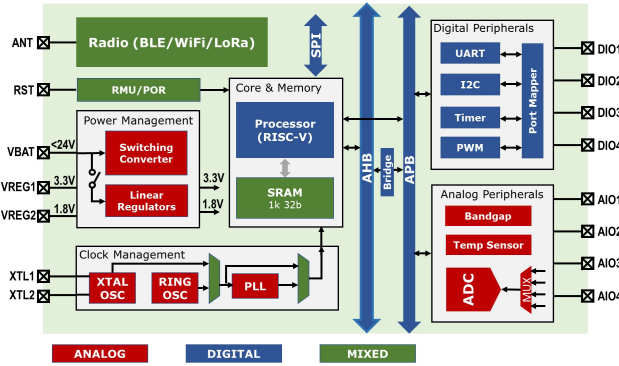 ANT
Radio (BLE/WiFi/LoRa)
SPI
RST
RMU/POR
Core & Memory
Processor
(RISC-V)
SRAM
1k 32b
Power Management
VBAT
<24V
Switching
Converter
VREG1
3.3V
Linear
Regulators
3.3V
VREG2
1.8V
1.8V
Clock Management
XTL1
XTL2
XTAL
OSC
RING
OSC
PLL
AHB
Bridge
APB
Digital Peripherals
UART
I2C
Timer
PWM
Port Mapper
DIO1
DIO2
DIO3
DIO4
Analog Peripherals
Bandgap
Temp Sensor
ADC
MUX
AIO1
AIO2
AIO3
AIO4
ANALOG
DIGITAL
MIXED